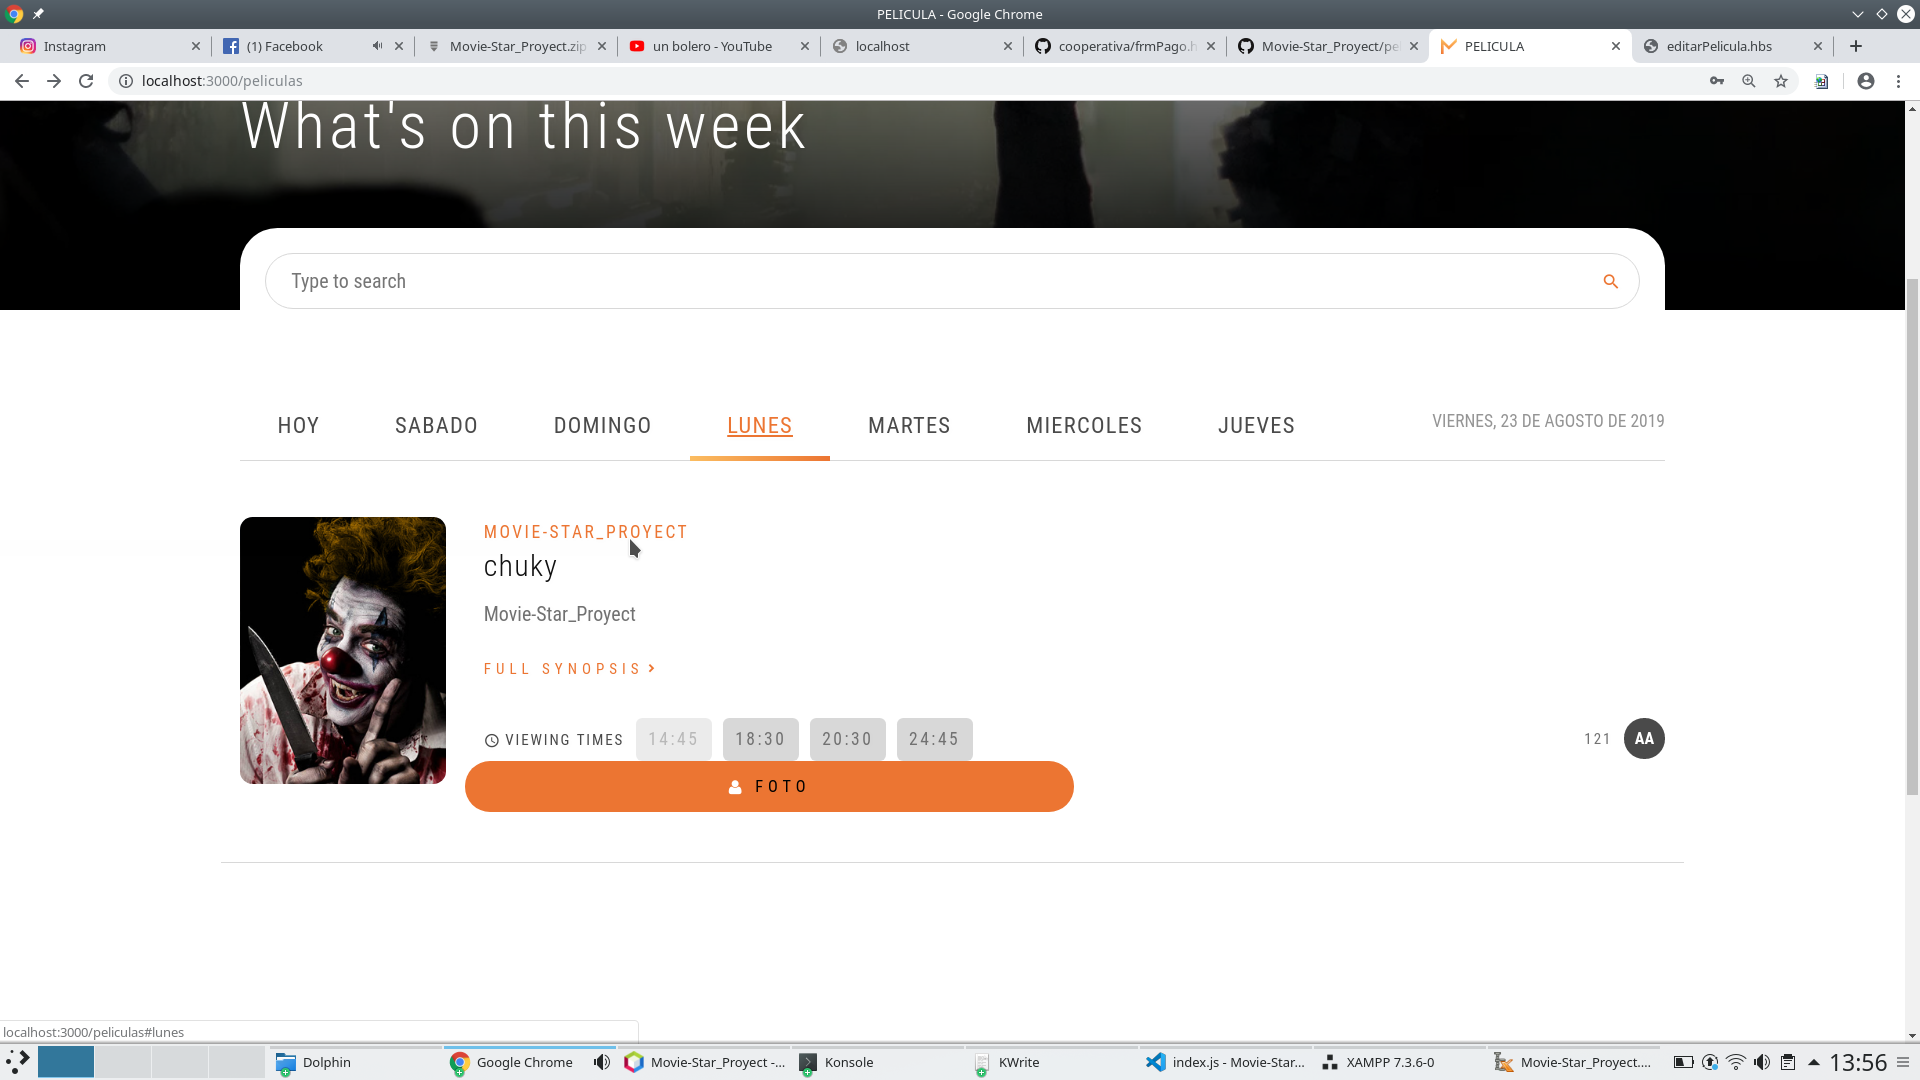 PELICULA - Google Chrome
Instagram
(1) Facebook
Movie-Star_Proyect.zip
un bolero - YouTube
localhost
cooperativa/frmPago.h
Movie-Star_Proyect/pe
PELICULA
editarPelicula.hbs
localhost:3000/peliculas
What's on this week
Type to search
HOY
SABADO
DOMINGO
LUNES
MARTES
MIERCOLES
JUEVES
VIERNES, 23 DE AGOSTO DE 2019
MOVIE-STAR_PROYECT
chuky
Movie-Star_Proyect
FULL SYNOPSIS
VIEWING TIMES 14:45 18:30 20:30 24:45
121 AA
FOTO
localhost:3000/peliculas#lunes
Dolphin
Google Chrome
Movie-Star_Proyect -...
Konsole
KWrite
index.js - Movie-Star...
XAMPP 7.3.6-0
Movie-Star_Proyect....
13:56